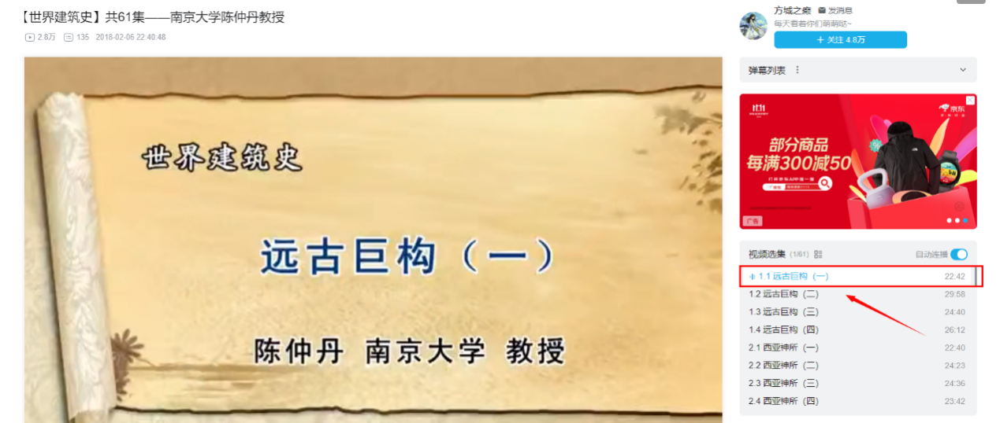 【世界建筑史】共61集——南京大学陈仲丹教授
2.8万 135 2018-02-06 22:40:48
世界建筑史
远古巨构（一）
陈仲丹 南京大学 教授
方城之癫 发消息
每天看着你们萌萌哒~
+ 关注 4.8万
弹幕列表
11.11
京东
部分商品
每满300减50
广告
视频选集 (1/61) 自动连播
1.1 远古巨构（一） 22:42
1.2 远古巨构（二） 29:58
1.3 远古巨构（三） 24:40
1.4 远古巨构（四） 26:12
2.1 西亚神所（一） 22:40
2.2 西亚神所（二） 24:23
2.3 西亚神所（三） 24:36
2.4 西亚神所（四） 23:42